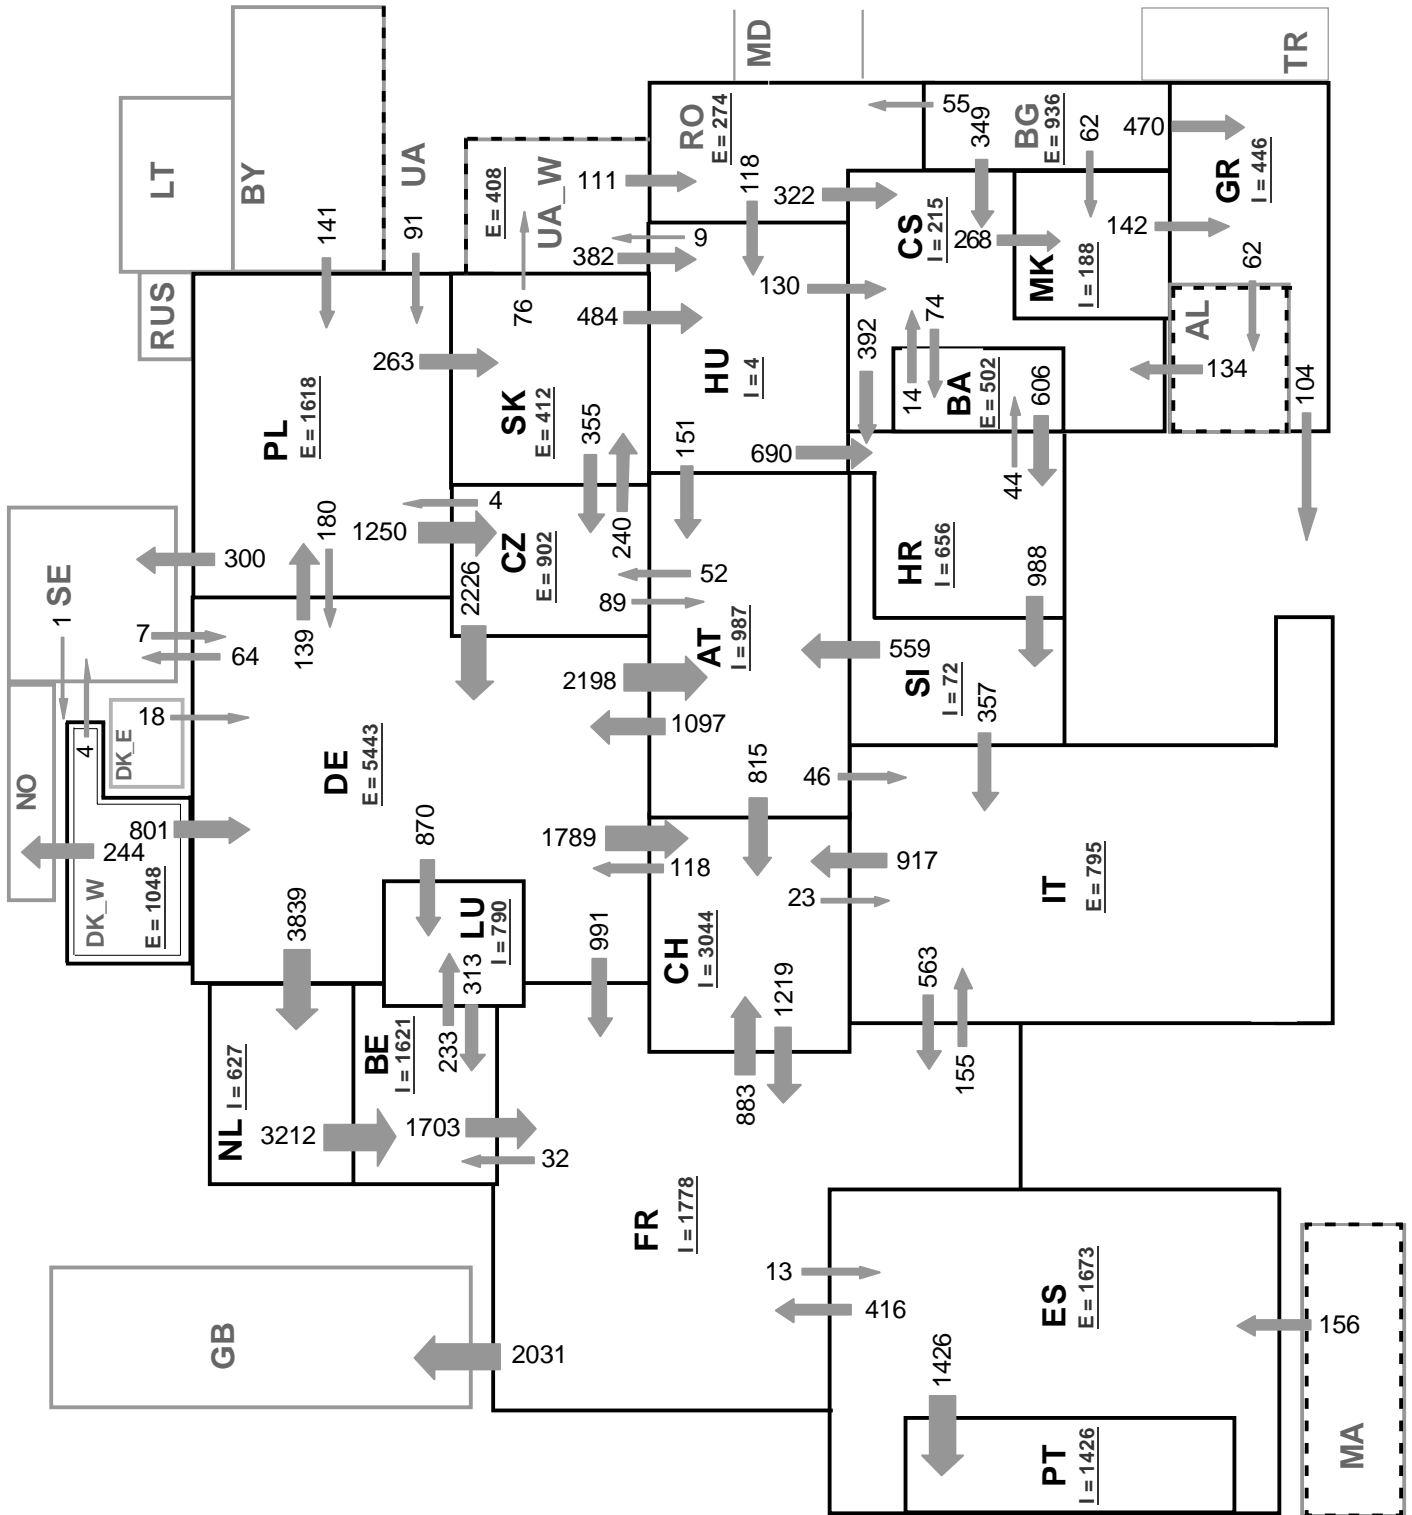 MD
TR
LT
BY
UA
RUS
141
91
E = 408
UA_W
111
9
382
76
RO
E = 274
118
55
349
BG
E = 936
62
470
GR
I = 446
322
CS
I = 215
268
MK
I = 188
142
62
AL
134
104
130
392
14
74
BA
E = 502
606
44
484
HU
I = 4
263
PL
E = 1618
SK
E = 412
355
240
151
690
4
1250
CZ
E = 902
2226
52
89
180
139
300
SE
1
7
64
4
18
DK_E
NO
801
244
DK_W
E = 1048
DE
E = 5443
2198
1097
AT
I = 987
815
HR
I = 656
988
559
SI
I = 72
357
46
1789
118
870
LU
I = 790
313
233
991
3839
917
23
CH
I = 3044
883
1219
IT
E = 795
563
155
NL
I = 627
3212
BE
I = 1621
1703
32
FR
I = 1778
GB
2031
13
416
ES
E = 1673
1426
PT
I = 1426
156
MA